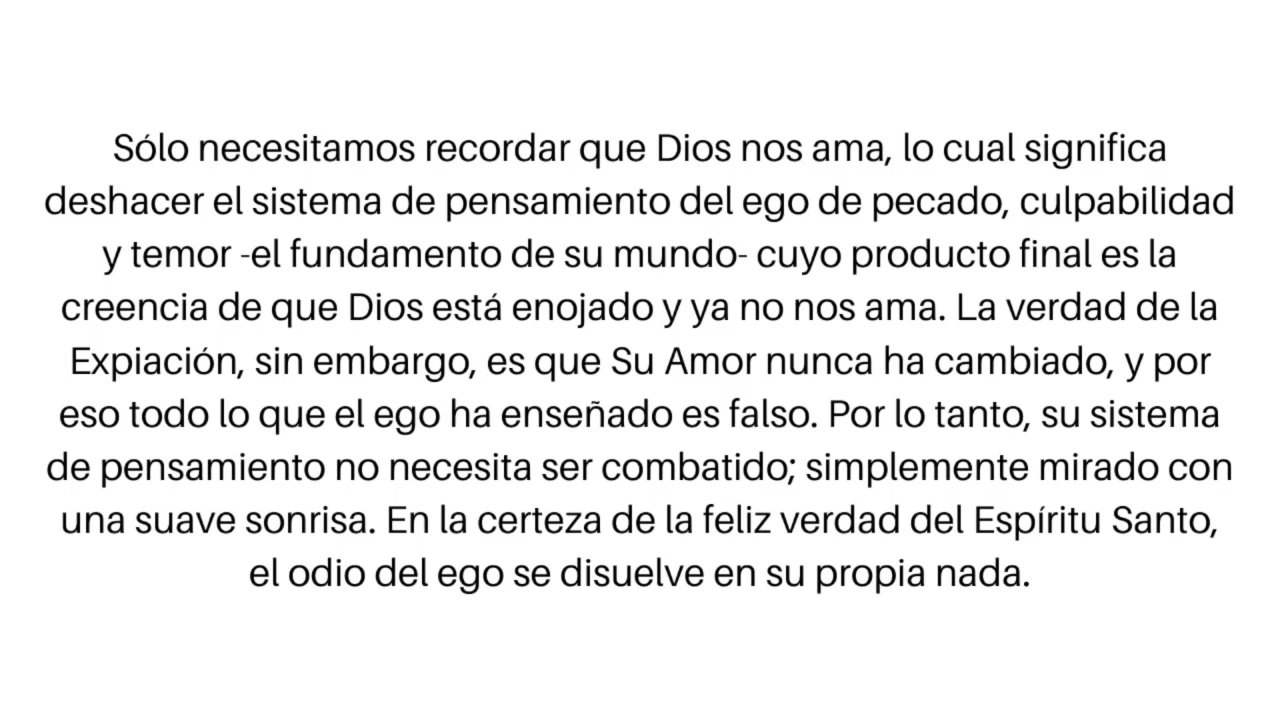 Sólo necesitamos recordar que Dios nos ama, lo cual significa
deshacer el sistema de pensamiento del ego de pecado, culpabilidad
y temor -el fundamento de su mundo- cuyo producto final es la
creencia de que Dios está enojado y ya no nos ama. La verdad de la
Expiación, sin embargo, es que Su Amor nunca ha cambiado, y por
eso todo lo que el ego ha enseñado es falso. Por lo tanto, su sistema
de pensamiento no necesita ser combatido; simplemente mirado con
una suave sonrisa. En la certeza de la feliz verdad del Espíritu Santo,
el odio del ego se disuelve en su propia nada.